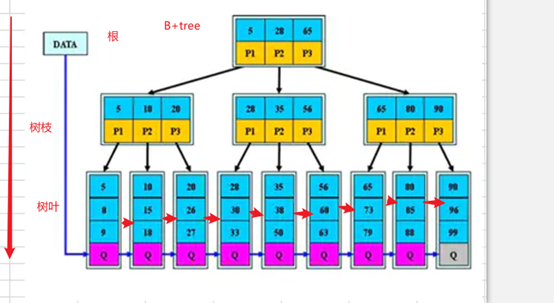 B+tree
根
DATA
5 28 65
P1 P2 P3
树枝
5 10 20
P1 P2 P3
28 35 56
P1 P2 P3
65 80 90
P1 P2 P3
树叶
5 10 20 28 35 56 65 80 90
8 15 26 30 38 60 73 85 96
9 18 27 33 50 63 79 88 99
Q Q Q Q Q Q Q Q Q